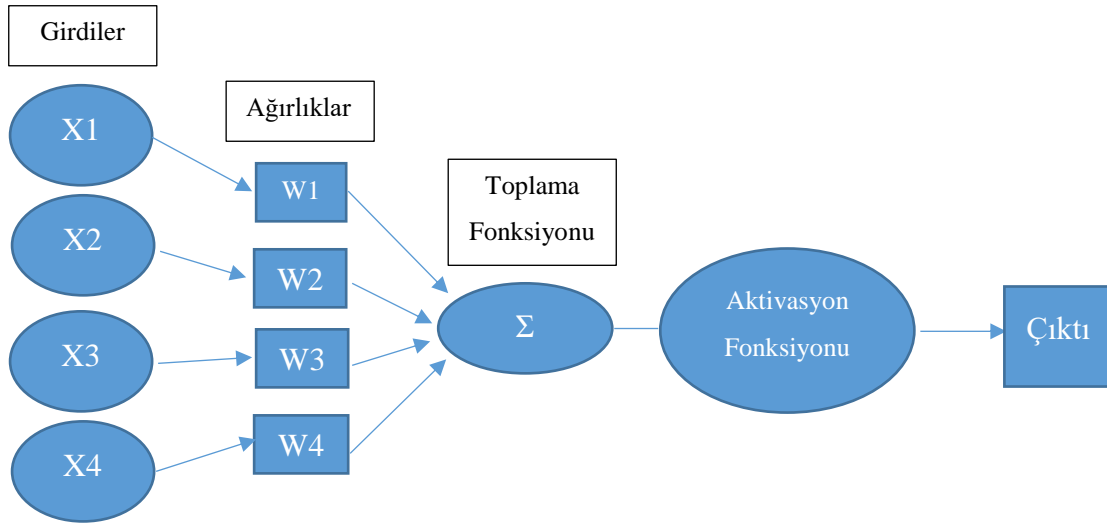 Girdiler
Ağırlıklar
Toplama
Fonksiyonu
X1
X2
X3
X4
W1
W2
W3
W4
Σ
Aktivasyon
Fonksiyonu
Çıktı